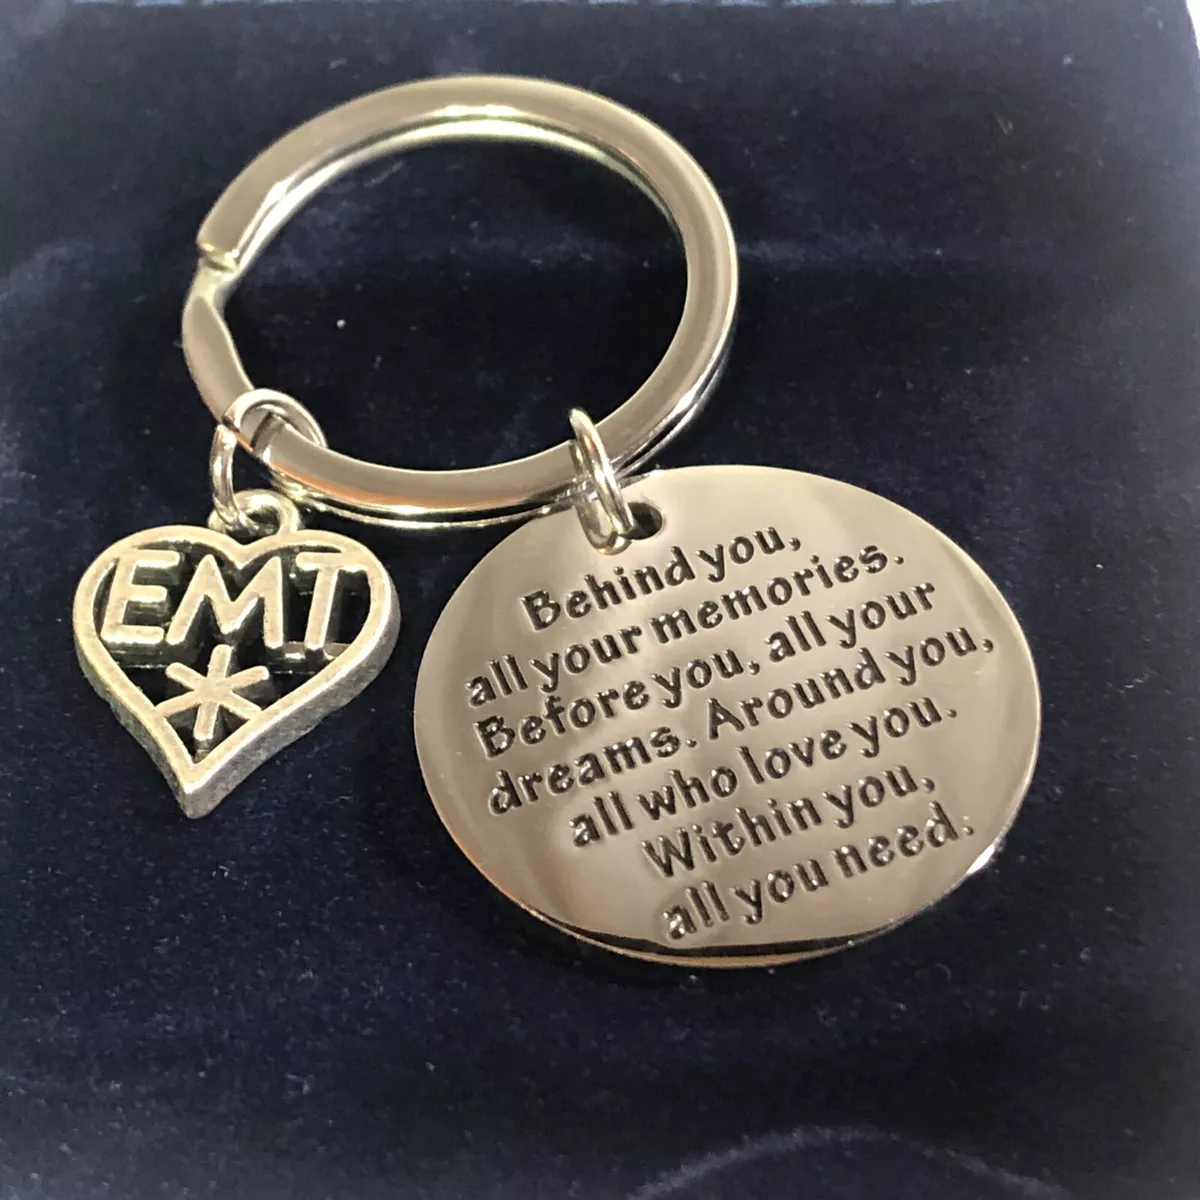 EMT
Behind you,
all your memories.
Before you, all your
dreams. Around you,
all who love you.
Within you,
all you need.